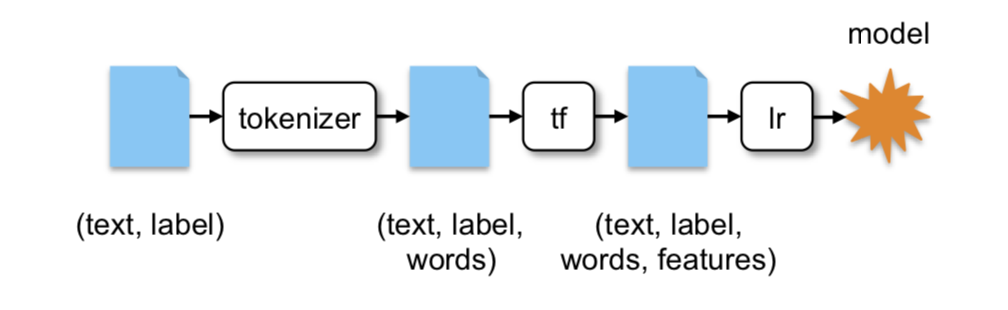 model
tokenizer
tf
lr
(text, label)
(text, label,
words)
(text, label,
words, features)